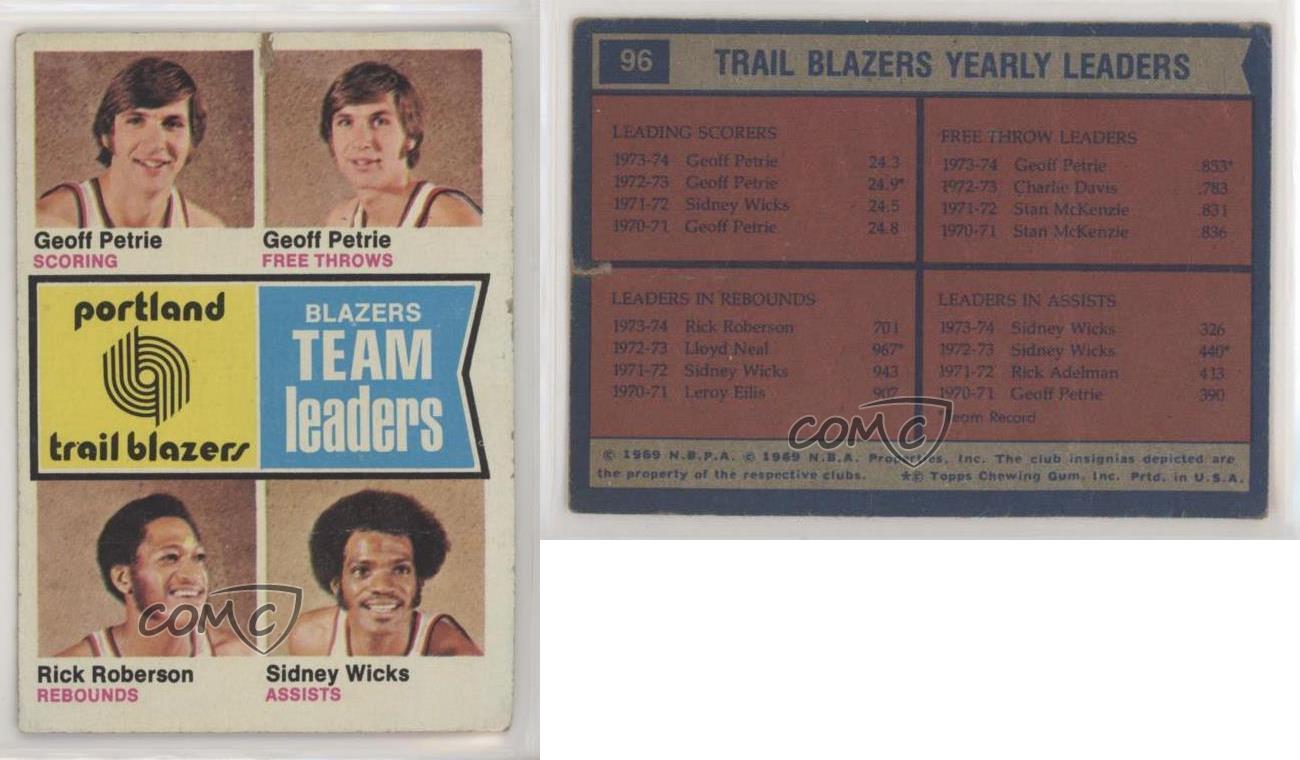 Geoff Petrie
SCORING
Geoff Petrie
FREE THROWS
portland
trail blazers
BLAZERS
TEAM
leaders
Rick Roberson
REBOUNDS
Sidney Wicks
ASSISTS
COMC
96
TRAIL BLAZERS YEARLY LEADERS
LEADING SCORERS
1973-74 Geoff Petrie 24.3
1972-73 Geoff Petrie 24.9*
1971-72 Sidney Wicks 24.5
1970-71 Geoff Petrie 24.8
FREE THROW LEADERS
1973-74 Geoff Petrie .853*
1972-73 Charlie Davis .783
1971-72 Stan McKenzie .831
1970-71 Stan McKenzie .836
LEADERS IN REBOUNDS
1973-74 Rick Roberson 701
1972-73 Lloyd Neal 967*
1971-72 Sidney Wicks 943
1970-71 Leroy Ellis 907
LEADERS IN ASSISTS
1973-74 Sidney Wicks 326
1972-73 Sidney Wicks 440*
1971-72 Rick Adelman 413
1970-71 Geoff Petrie 390
*Team Record
COMC
© 1969 N.B.P.A. © 1969 N.B.A. Properties, Inc. The club insignias depicted are
the property of the respective clubs. *© Topps Chewing Gum, Inc. Prtd. in U.S.A.